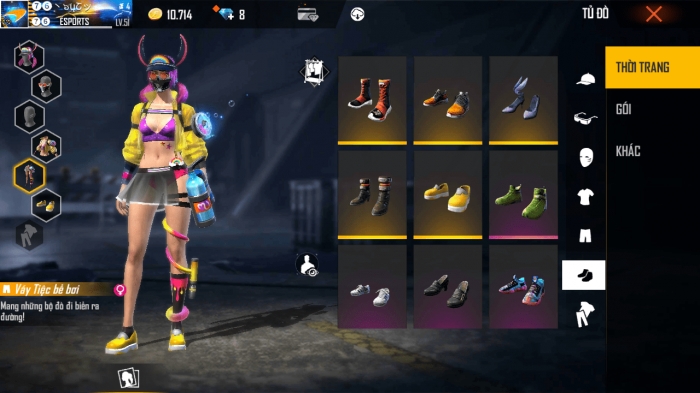 ESPORTS
LV.51
10.714
8
TỦ ĐỒ
THỜI TRANG
GÓI
KHÁC
Váy Tiệc bể bơi
Mang những bộ đồ đi biển ra
đường!